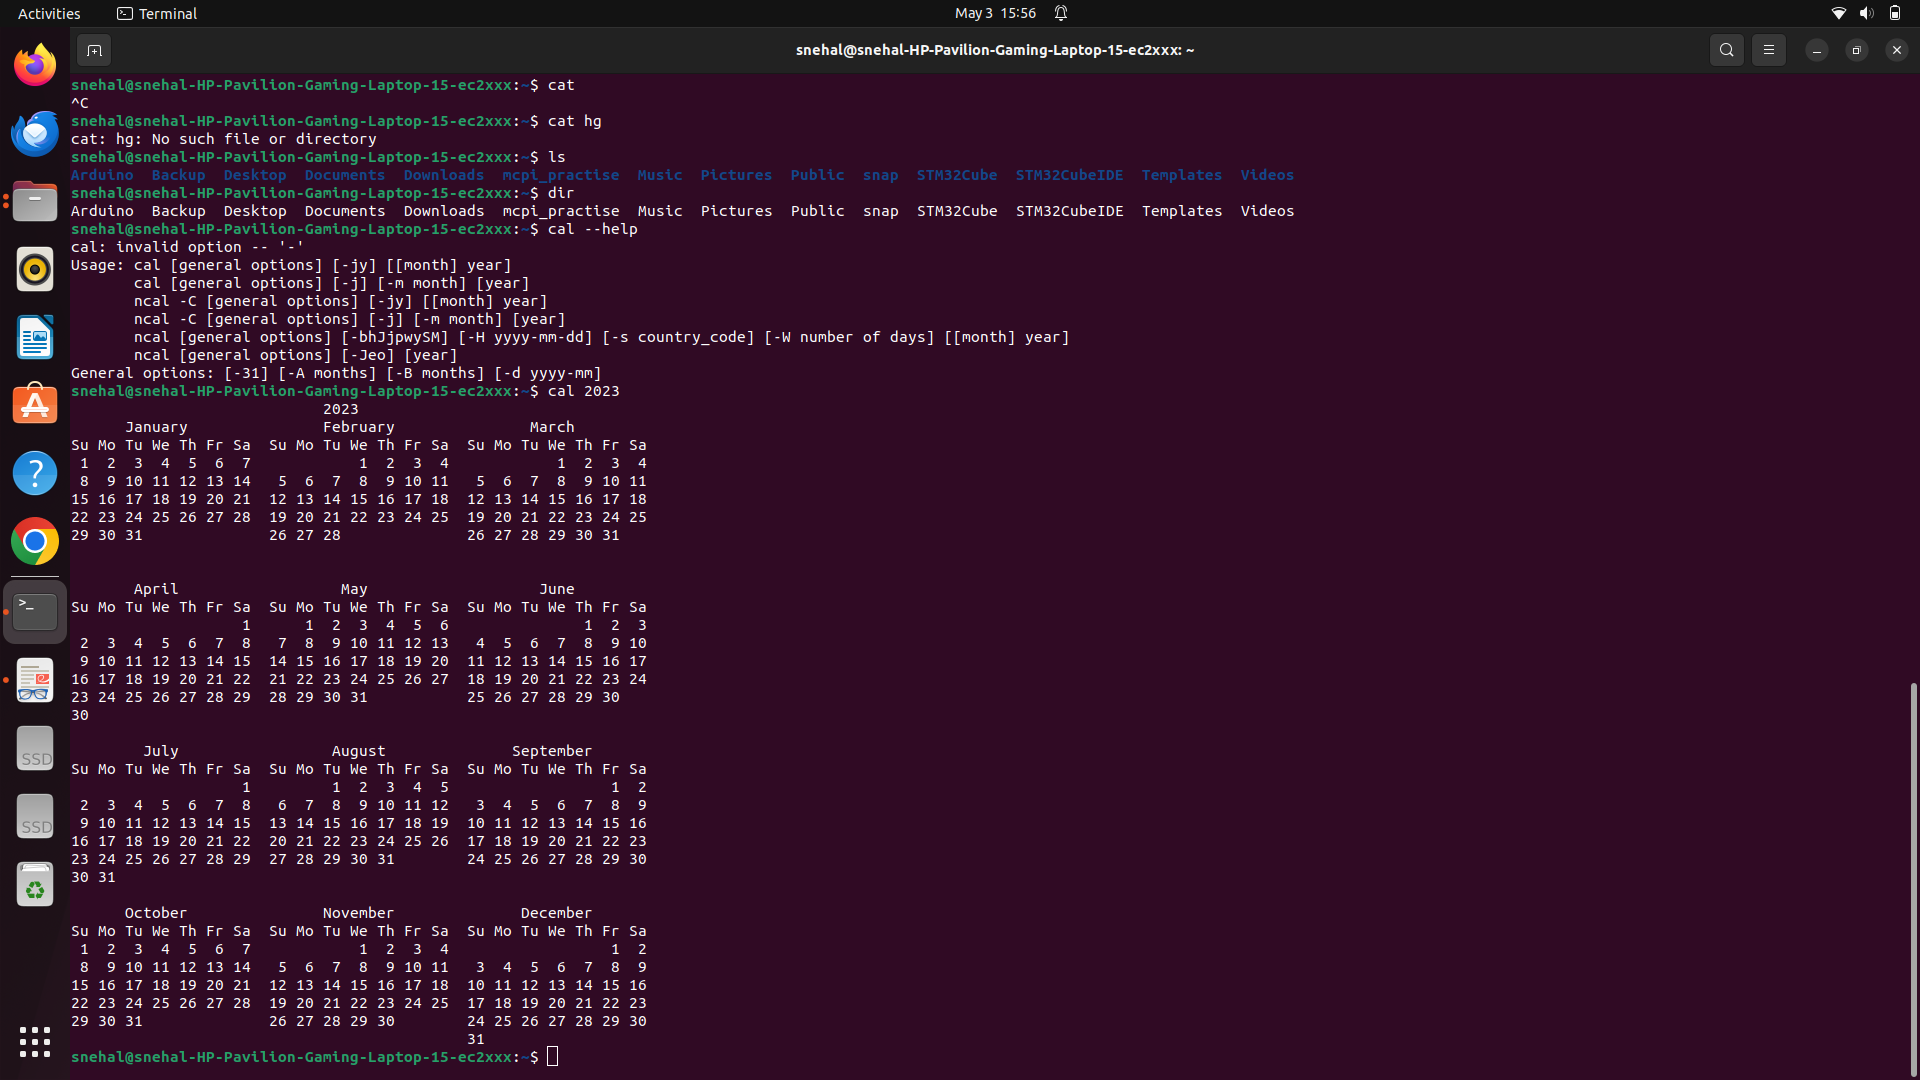 Activities Terminal May 3 15:56
snehal@snehal-HP-Pavilion-Gaming-Laptop-15-ec2xxx: ~
snehal@snehal-HP-Pavilion-Gaming-Laptop-15-ec2xxx:~$ cat
^C
snehal@snehal-HP-Pavilion-Gaming-Laptop-15-ec2xxx:~$ cat hg
cat: hg: No such file or directory
snehal@snehal-HP-Pavilion-Gaming-Laptop-15-ec2xxx:~$ ls
Arduino  Backup  Desktop  Documents  Downloads  mcpi_practise  Music  Pictures  Public  snap  STM32Cube  STM32CubeIDE  Templates  Videos
snehal@snehal-HP-Pavilion-Gaming-Laptop-15-ec2xxx:~$ dir
Arduino  Backup  Desktop  Documents  Downloads  mcpi_practise  Music  Pictures  Public  snap  STM32Cube  STM32CubeIDE  Templates  Videos
snehal@snehal-HP-Pavilion-Gaming-Laptop-15-ec2xxx:~$ cal --help
cal: invalid option -- '-'
Usage: cal [general options] [-jy] [[month] year]
       cal [general options] [-j] [-m month] [year]
       ncal -C [general options] [-jy] [[month] year]
       ncal -C [general options] [-j] [-m month] [year]
       ncal [general options] [-bhJjpwySM] [-H yyyy-mm-dd] [-s country_code] [-W number of days] [[month] year]
       ncal [general options] [-Jeo] [year]
General options: [-31] [-A months] [-B months] [-d yyyy-mm]
snehal@snehal-HP-Pavilion-Gaming-Laptop-15-ec2xxx:~$ cal 2023
                            2023
      January               February               March
Su Mo Tu We Th Fr Sa  Su Mo Tu We Th Fr Sa  Su Mo Tu We Th Fr Sa
 1  2  3  4  5  6  7            1  2  3  4            1  2  3  4
 8  9 10 11 12 13 14   5  6  7  8  9 10 11   5  6  7  8  9 10 11
15 16 17 18 19 20 21  12 13 14 15 16 17 18  12 13 14 15 16 17 18
22 23 24 25 26 27 28  19 20 21 22 23 24 25  19 20 21 22 23 24 25
29 30 31              26 27 28              26 27 28 29 30 31
       April                  May                   June
Su Mo Tu We Th Fr Sa  Su Mo Tu We Th Fr Sa  Su Mo Tu We Th Fr Sa
                   1      1  2  3  4  5  6               1  2  3
 2  3  4  5  6  7  8   7  8  9 10 11 12 13   4  5  6  7  8  9 10
 9 10 11 12 13 14 15  14 15 16 17 18 19 20  11 12 13 14 15 16 17
16 17 18 19 20 21 22  21 22 23 24 25 26 27  18 19 20 21 22 23 24
23 24 25 26 27 28 29  28 29 30 31           25 26 27 28 29 30
30
        July                 August              September
Su Mo Tu We Th Fr Sa  Su Mo Tu We Th Fr Sa  Su Mo Tu We Th Fr Sa
                   1         1  2  3  4  5                  1  2
 2  3  4  5  6  7  8   6  7  8  9 10 11 12   3  4  5  6  7  8  9
 9 10 11 12 13 14 15  13 14 15 16 17 18 19  10 11 12 13 14 15 16
16 17 18 19 20 21 22  20 21 22 23 24 25 26  17 18 19 20 21 22 23
23 24 25 26 27 28 29  27 28 29 30 31        24 25 26 27 28 29 30
30 31
      October               November              December
Su Mo Tu We Th Fr Sa  Su Mo Tu We Th Fr Sa  Su Mo Tu We Th Fr Sa
 1  2  3  4  5  6  7            1  2  3  4                  1  2
 8  9 10 11 12 13 14   5  6  7  8  9 10 11   3  4  5  6  7  8  9
15 16 17 18 19 20 21  12 13 14 15 16 17 18  10 11 12 13 14 15 16
22 23 24 25 26 27 28  19 20 21 22 23 24 25  17 18 19 20 21 22 23
29 30 31              26 27 28 29 30        24 25 26 27 28 29 30
                                            31
snehal@snehal-HP-Pavilion-Gaming-Laptop-15-ec2xxx:~$
SSD
SSD